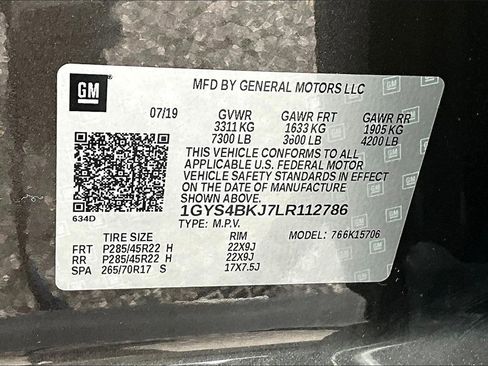 GM
MFD BY GENERAL MOTORS LLC
07/19 GVWR GAWR FRT GAWR RR
3311 KG 1633 KG 1905 KG
7300 LB 3600 LB 4200 LB
THIS VEHICLE CONFORMS TO ALL
APPLICABLE U.S. FEDERAL MOTOR
VEHICLE SAFETY STANDARDS IN EFFECT
ON THE DATE OF MANUFACTURE SHOWN ABOVE.
1GYS4BKJ7LR112786
634D
TYPE: M.P.V. MODEL: 766K15706
TIRE SIZE RIM
FRT P285/45R22 H 22X9J
RR P285/45R22 H 22X9J
SPA 265/70R17 S 17X7.5J